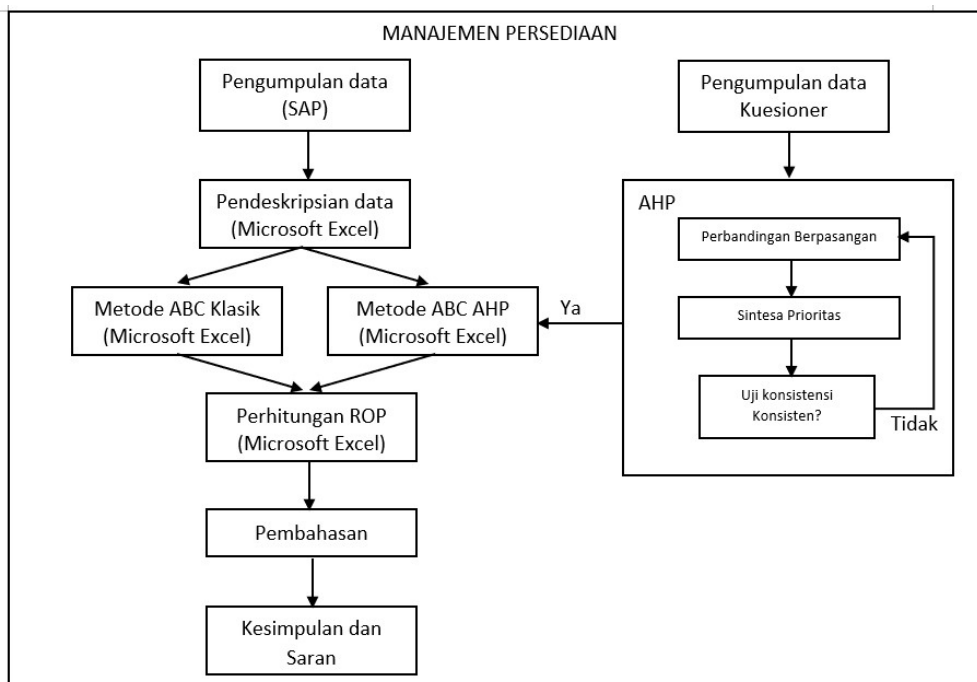 MANAJEMEN PERSEDIAAN
Pengumpulan data
(SAP)
Pendeskripsian data
(Microsoft Excel)
Metode ABC Klasik
(Microsoft Excel)
Metode ABC AHP
(Microsoft Excel)
Perhitungan ROP
(Microsoft Excel)
Pembahasan
Kesimpulan dan
Saran
Pengumpulan data
Kuesioner
AHP
Perbandingan Berpasangan
Sintesa Prioritas
Uji konsistensi
Konsisten?
Tidak
Ya